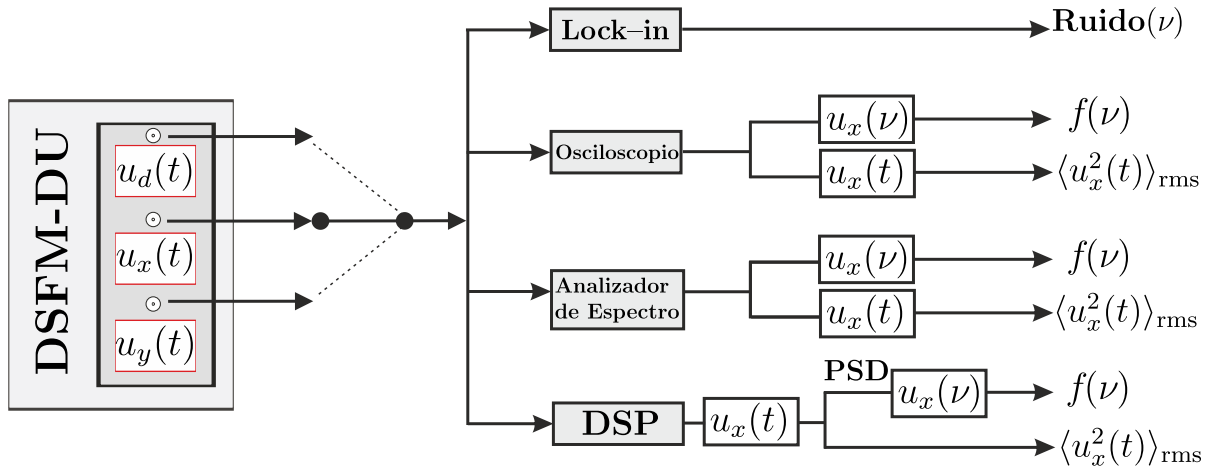 DSFM-DU
u_d(t)
u_x(t)
u_y(t)
Lock–in
Ruido(ν)
Osciloscopio
u_x(ν)
f(ν)
u_x(t)
⟨u_x^2(t)⟩_rms
Analizador
de Espectro
u_x(ν)
f(ν)
u_x(t)
⟨u_x^2(t)⟩_rms
DSP
u_x(t)
PSD
u_x(ν)
f(ν)
⟨u_x^2(t)⟩_rms